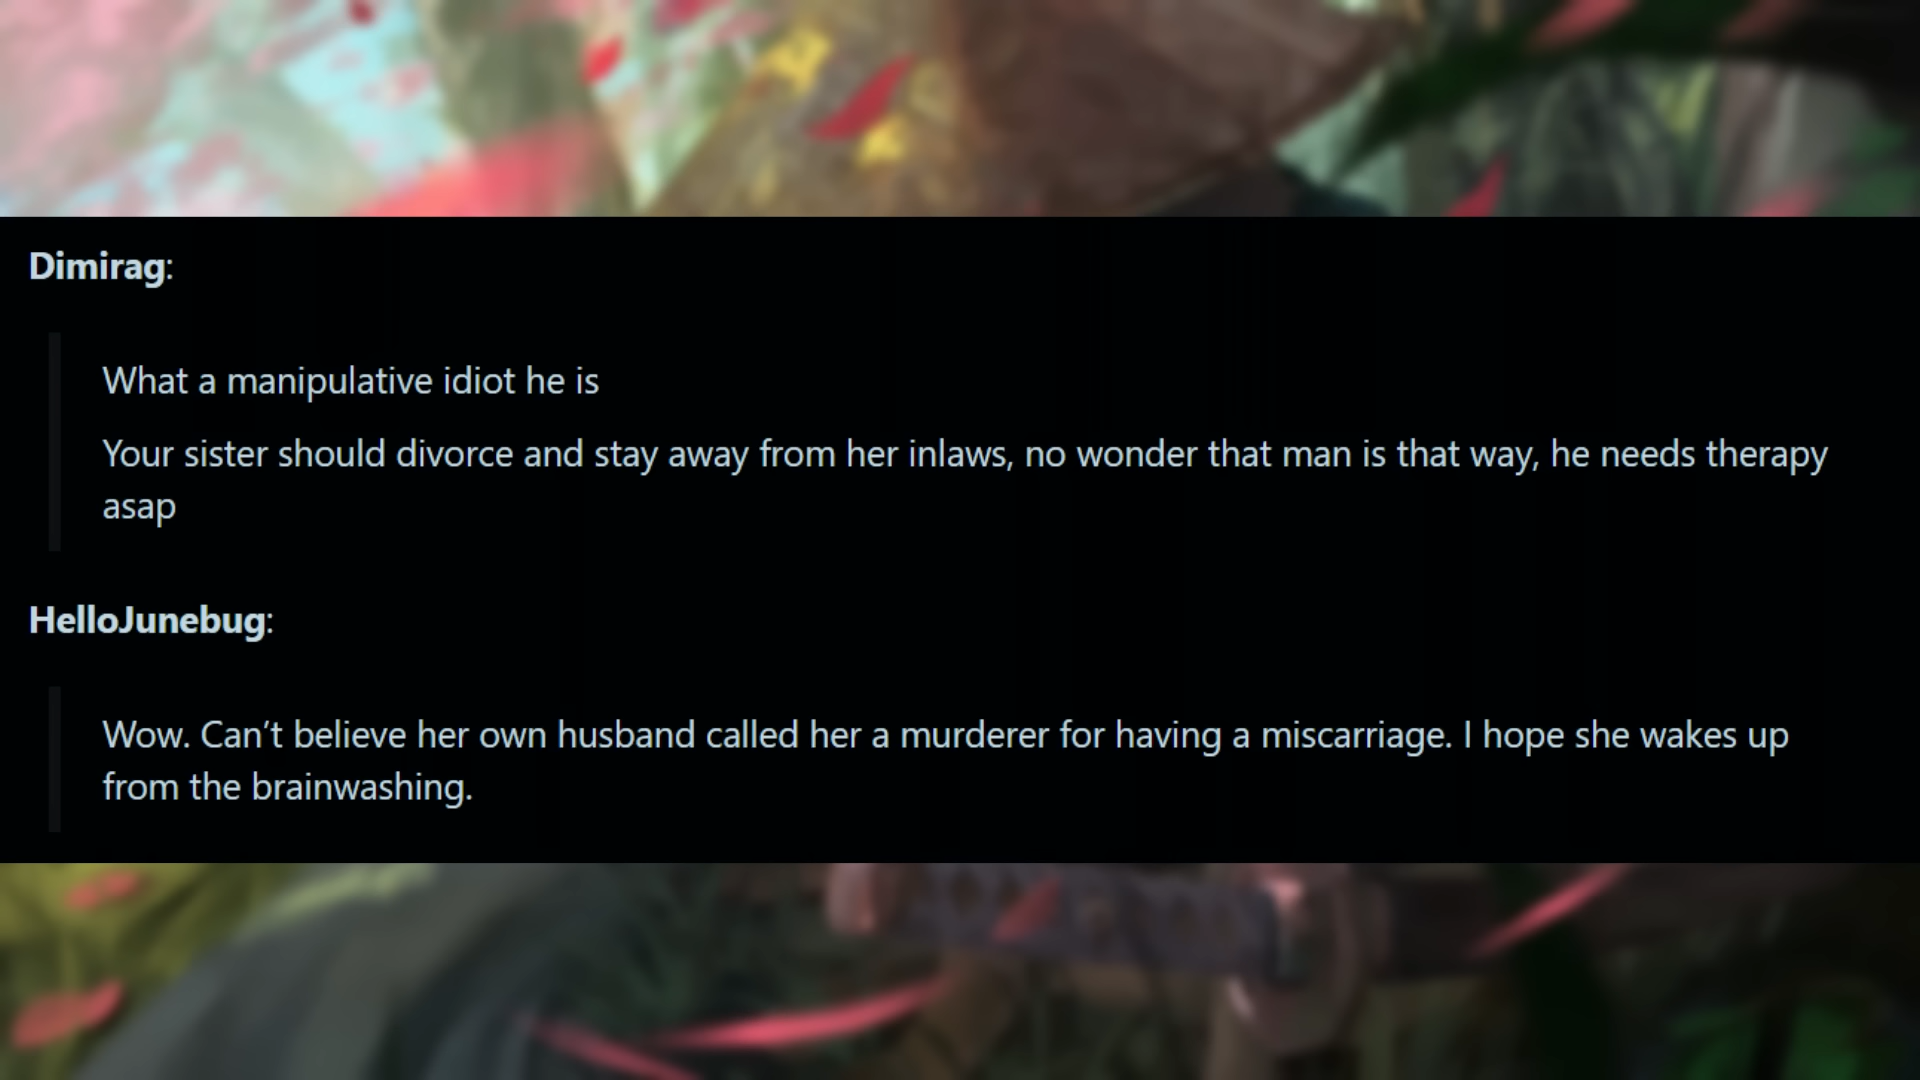 Dimirag:
What a manipulative idiot he is
Your sister should divorce and stay away from her inlaws, no wonder that man is that way, he needs therapy
asap
HelloJunebug:
Wow. Can’t believe her own husband called her a murderer for having a miscarriage. I hope she wakes up
from the brainwashing.